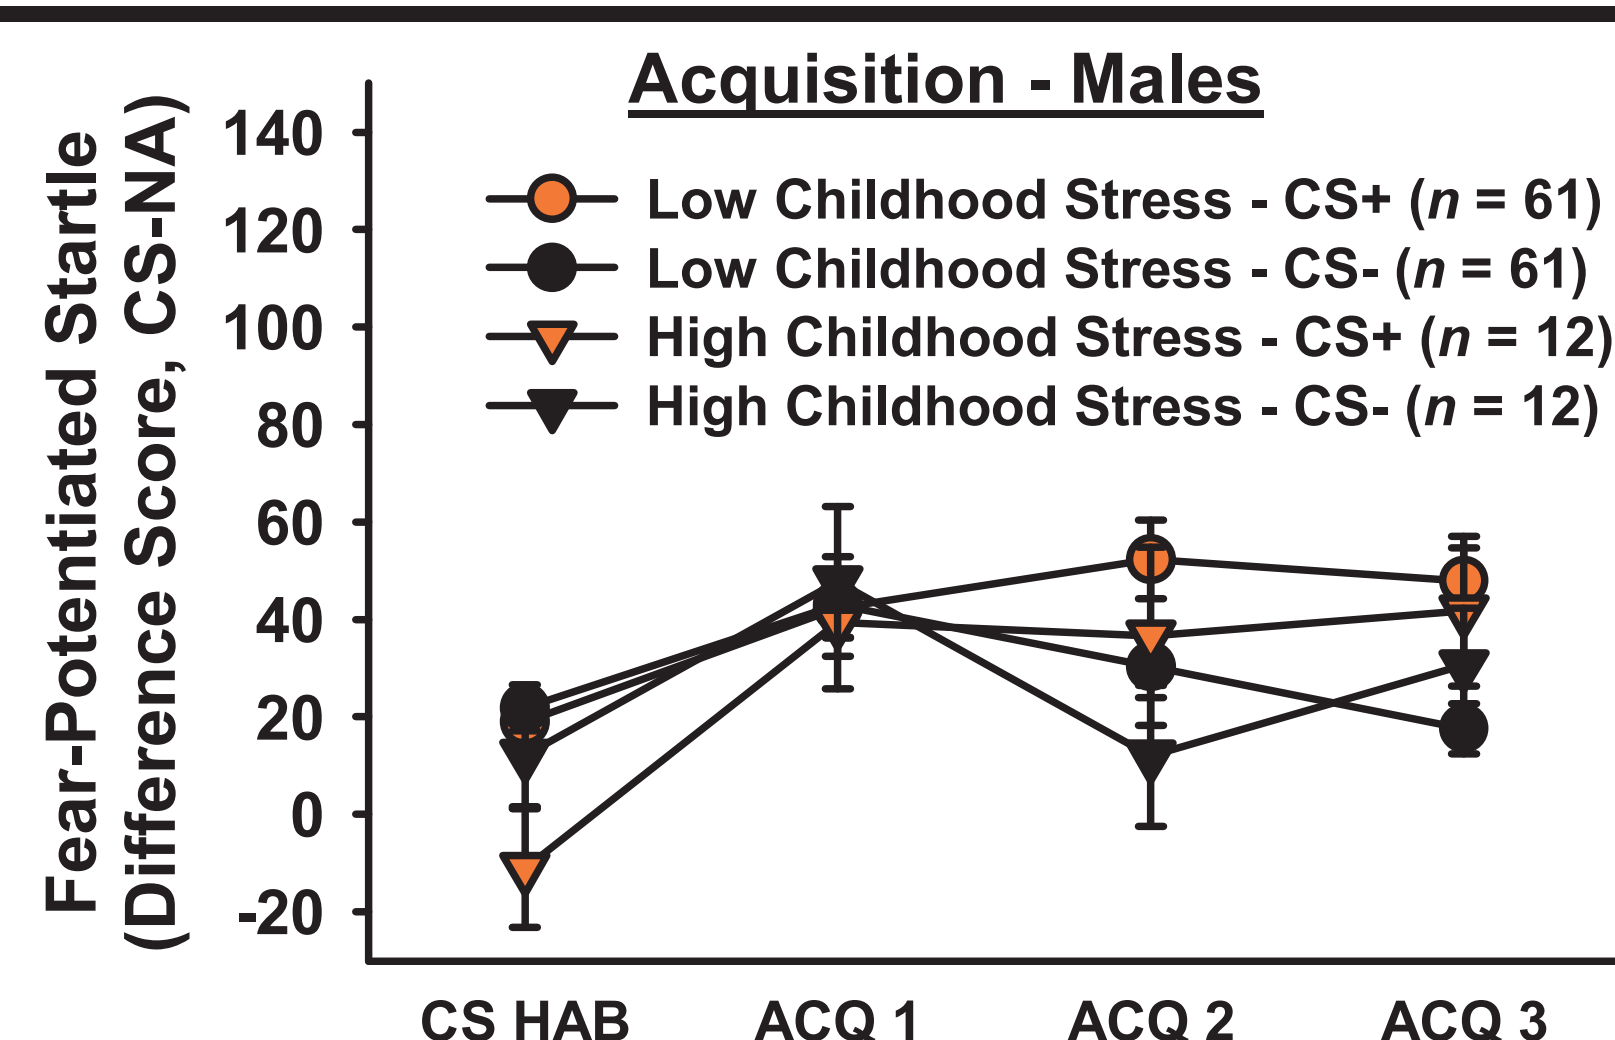 Acquisition - Males
Fear-Potentiated Startle
(Difference Score, CS-NA)
140
120
100
80
60
40
20
0
-20
Low Childhood Stress - CS+ (n = 61)
Low Childhood Stress - CS- (n = 61)
High Childhood Stress - CS+ (n = 12)
High Childhood Stress - CS- (n = 12)
CS HAB
ACQ 1
ACQ 2
ACQ 3